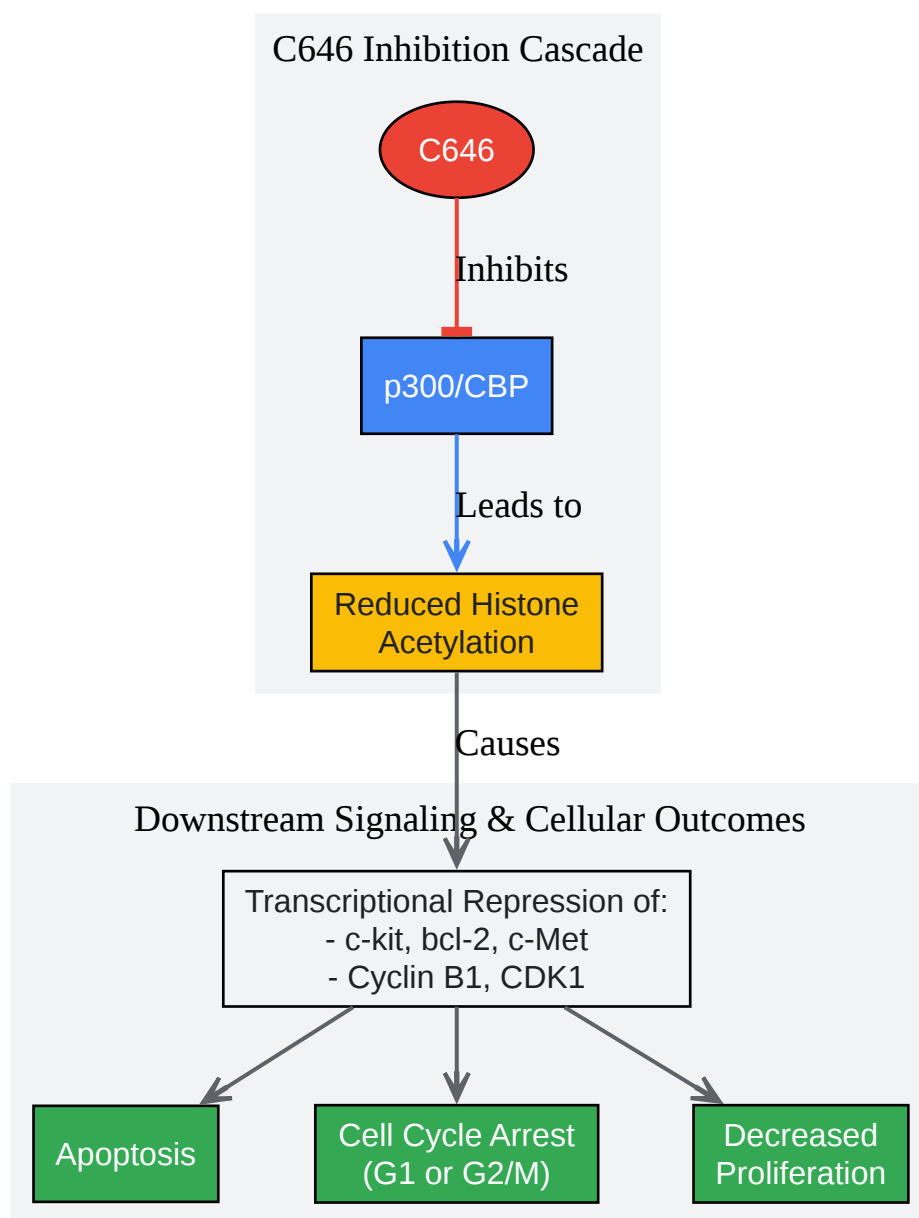 C646 Inhibition Cascade
C646
Inhibits
p300/CBP
Leads to
Reduced Histone
Acetylation
Causes
Downstream Signaling & Cellular Outcomes
Transcriptional Repression of:
- c-kit, bcl-2, c-Met
- Cyclin B1, CDK1
Apoptosis
Cell Cycle Arrest
(G1 or G2/M)
Decreased
Proliferation